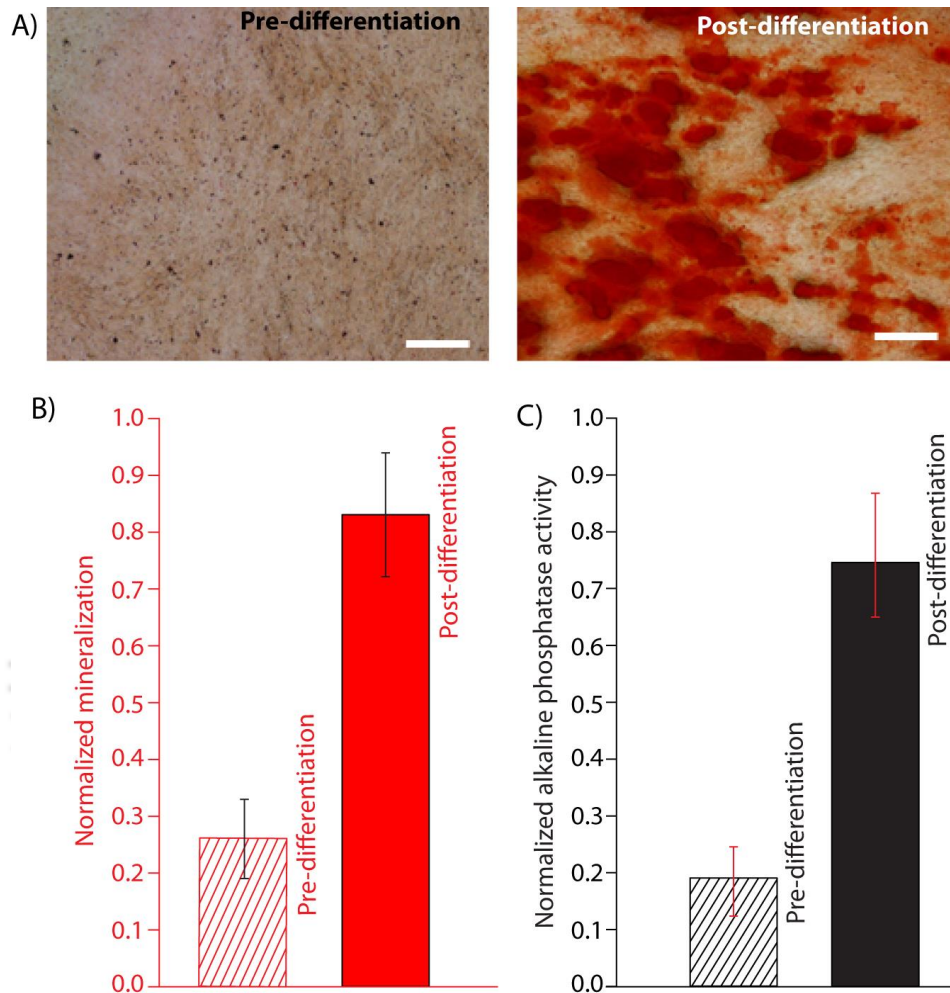 A)
Pre-differentiation
Post-differentiation
B)
Normalized mineralization
1.0
0.9
0.8
0.7
0.6
0.5
0.4
0.3
0.2
0.1
0.0
Pre-differentiation
Post-differentiation
C)
Normalized alkaline phosphatase activity
1.0
0.9
0.8
0.7
0.6
0.5
0.4
0.3
0.2
0.1
0.0
Pre-differentiation
Post-differentiation